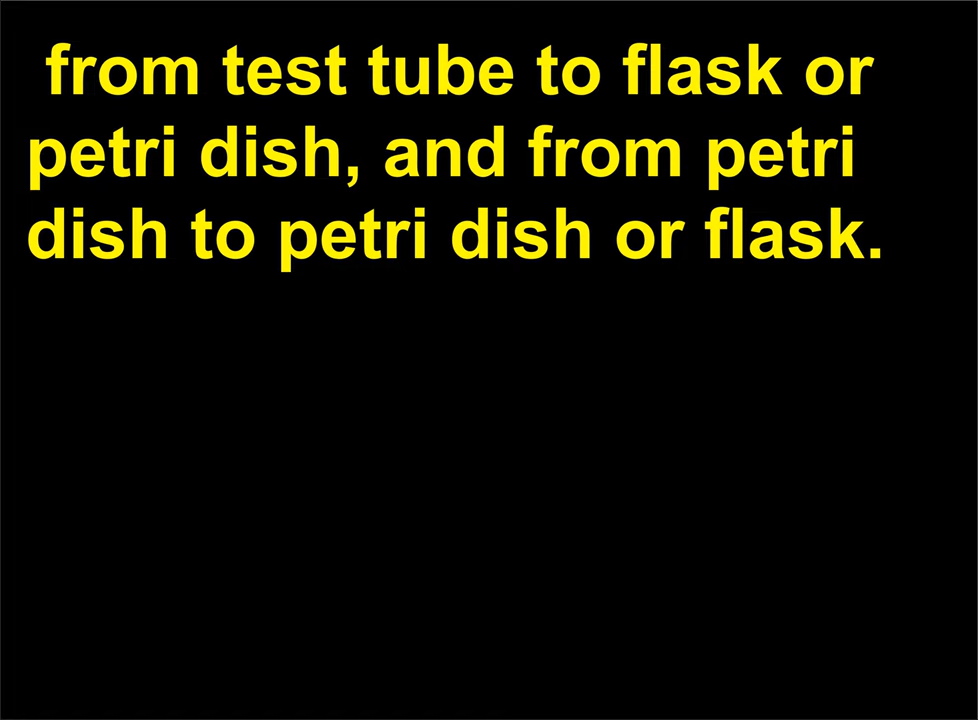 from test tube to flask or
petri dish, and from petri
dish to petri dish or flask.